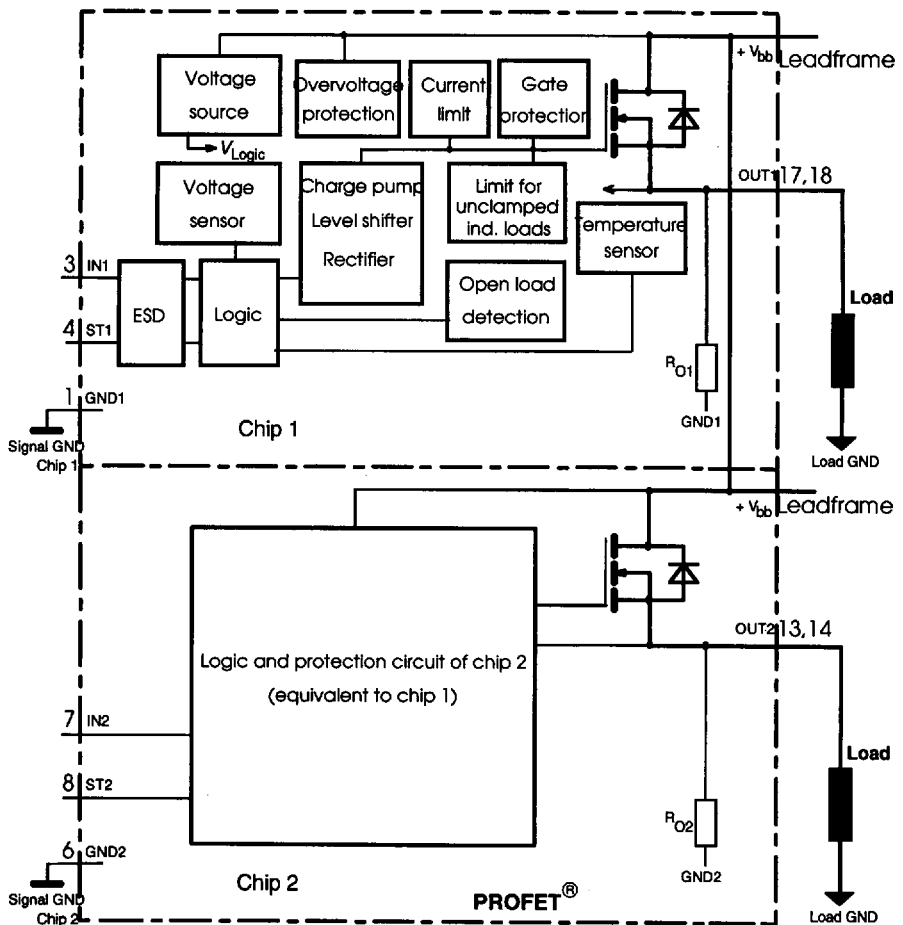 + Vbb Leadframe
Voltage source
Overvoltage protection
Current limit
Gate protection
VLogic
OUT1 17,18
Voltage sensor
Charge pump
Level shifter
Rectifier
Limit for unclamped ind. loads
Temperature sensor
3 IN1
ESD
Logic
Open load detection
Load
4 ST1
RO1
1 GND1
GND1
Signal GND
Chip 1
Chip 1
Load GND
+ Vbb Leadframe
OUT2 13,14
Logic and protection circuit of chip 2
(equivalent to chip 1)
7 IN2
Load
8 ST2
RO2
6 GND2
GND2
Signal GND
Chip 2
Chip 2
PROFET®
Load GND